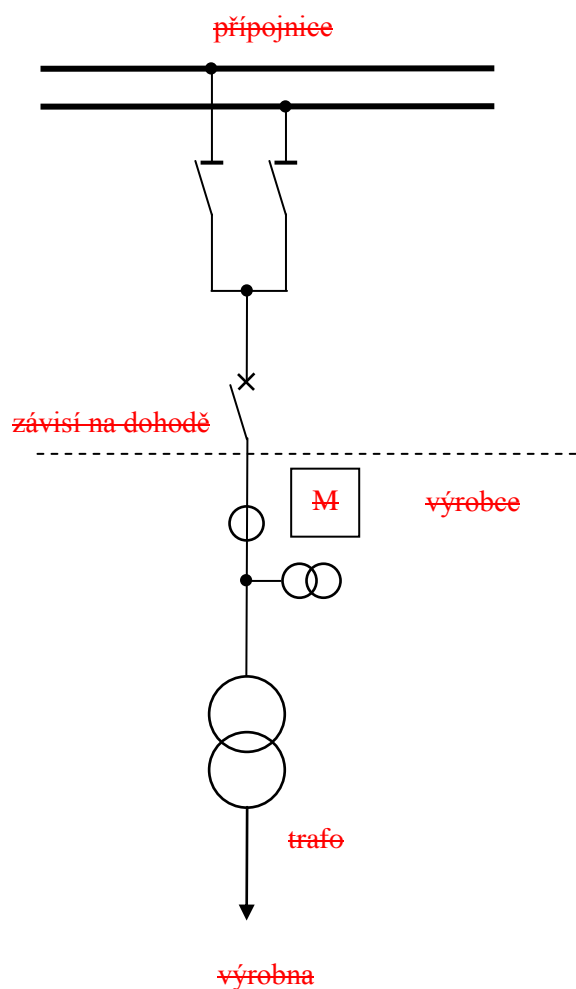 přípojnice
závisí na dohodě
M
výrobce
trafo
výrobna